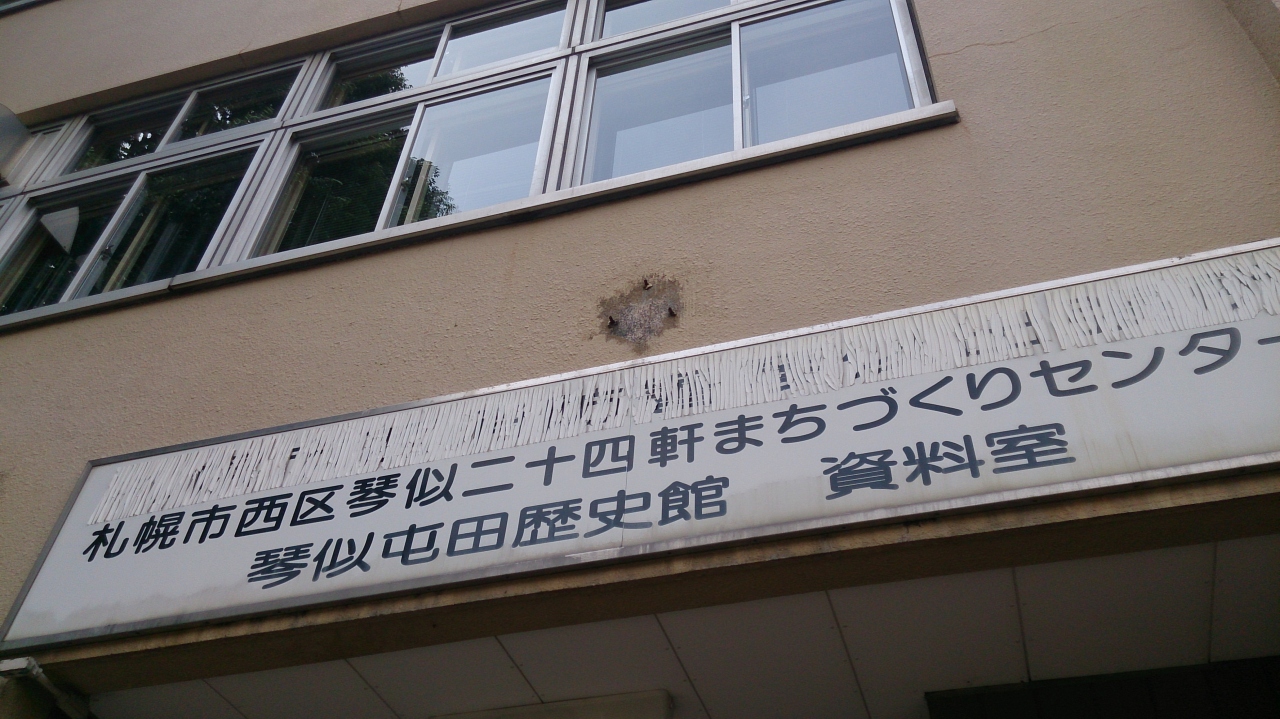 札幌市西区琴似二十四軒まちづくりセンター
琴似屯田歴史館 資料室